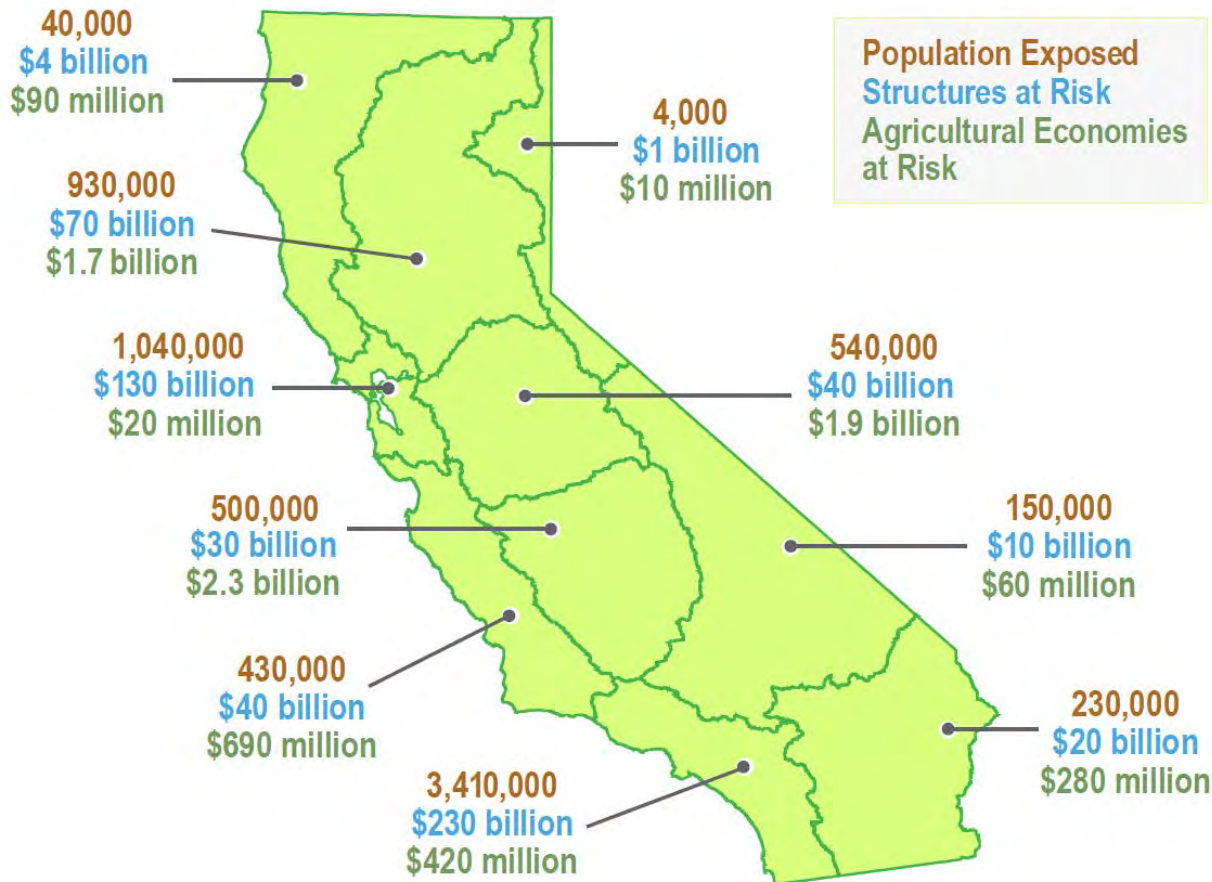 40,000
$4 billion
$90 million
Population Exposed
Structures at Risk
Agricultural Economies
at Risk
4,000
$1 billion
$10 million
930,000
$70 billion
$1.7 billion
1,040,000
$130 billion
$20 million
540,000
$40 billion
$1.9 billion
500,000
$30 billion
$2.3 billion
150,000
$10 billion
$60 million
430,000
$40 billion
$690 million
230,000
$20 billion
$280 million
3,410,000
$230 billion
$420 million